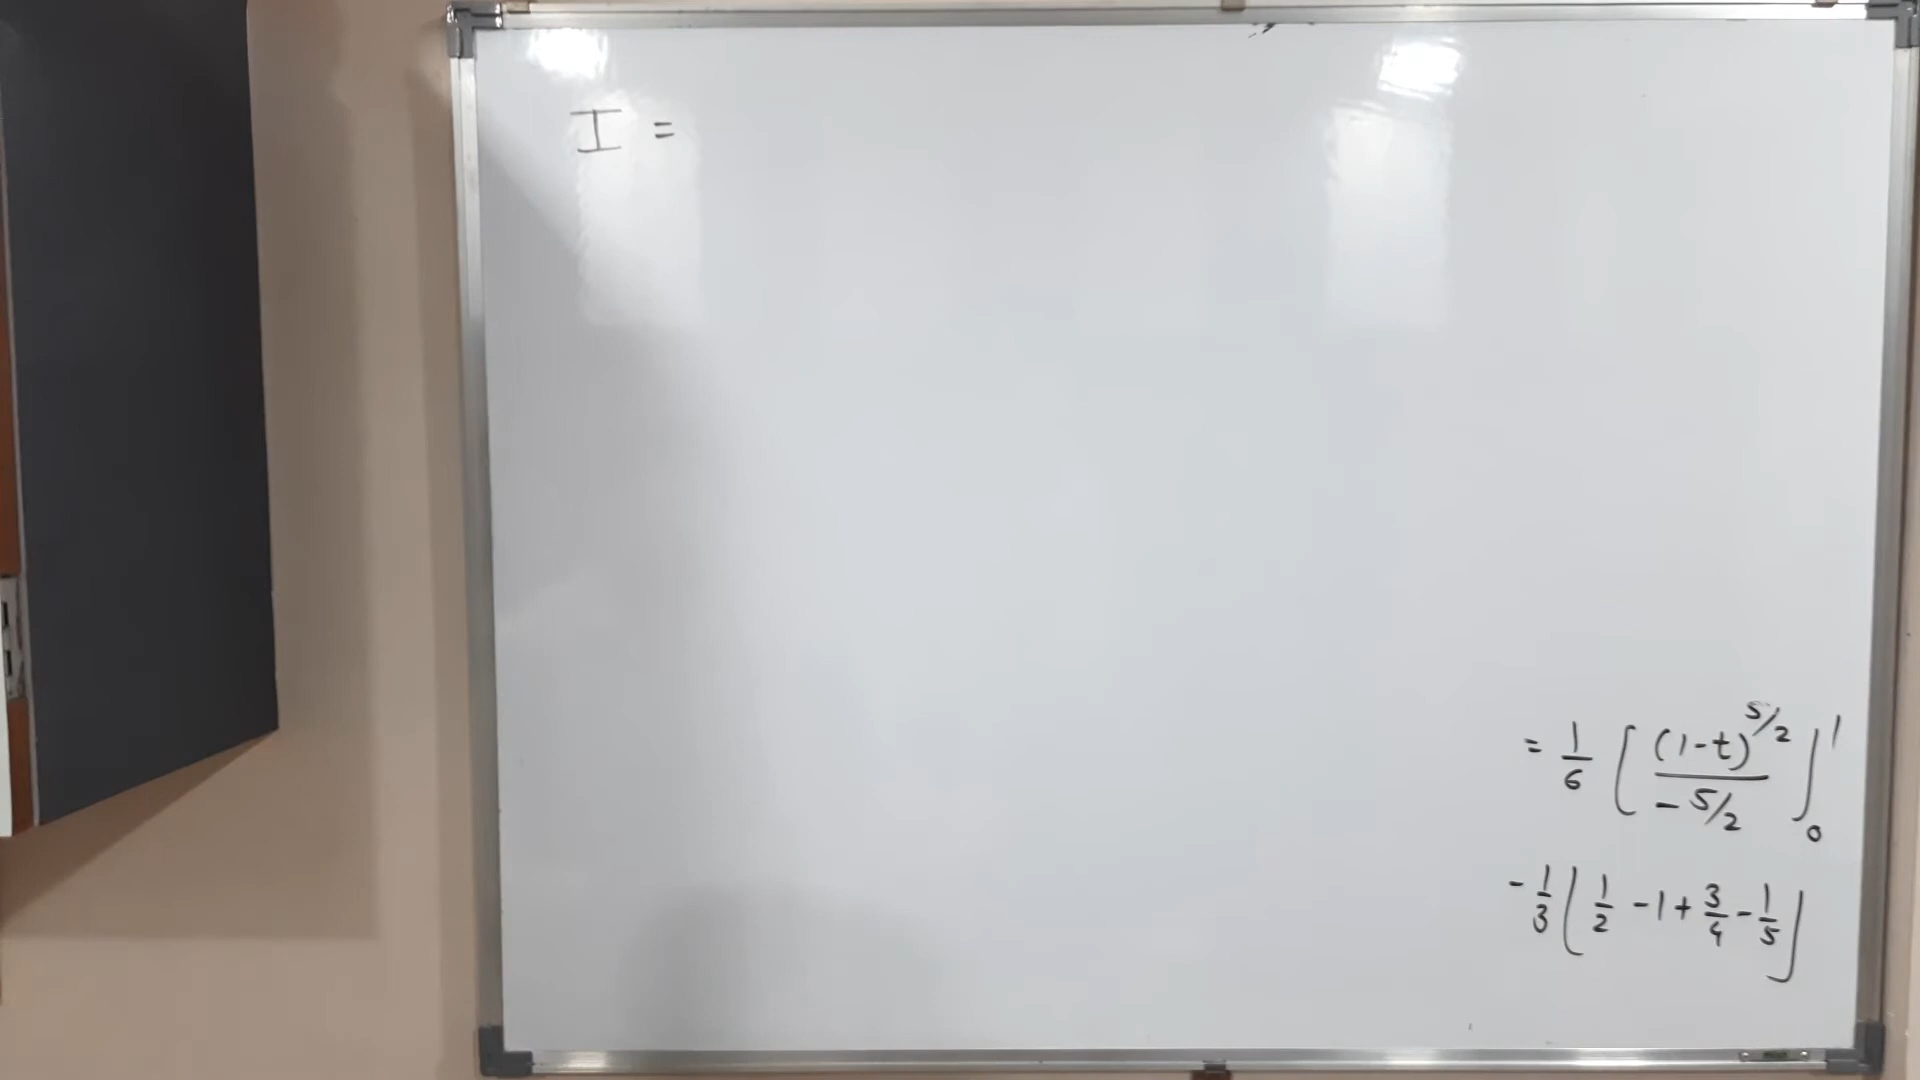 I =
= 1/6 [ (1-t)^5/2 / -5/2 ]_0^1
- 1/3 [ 1/2 - 1 + 3/4 - 1/5 ]